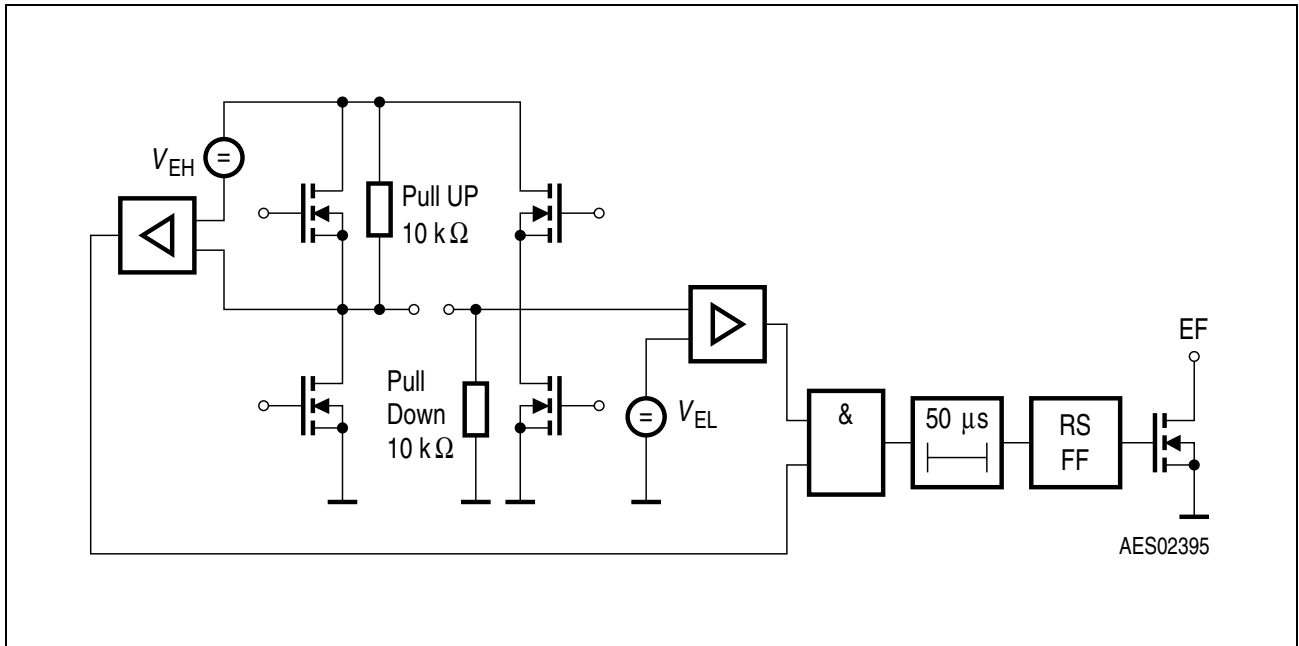 V_EH
=
Pull UP
10 kΩ
Pull
Down
10 kΩ
=
V_EL
&
50 µs
RS
FF
EF
AES02395